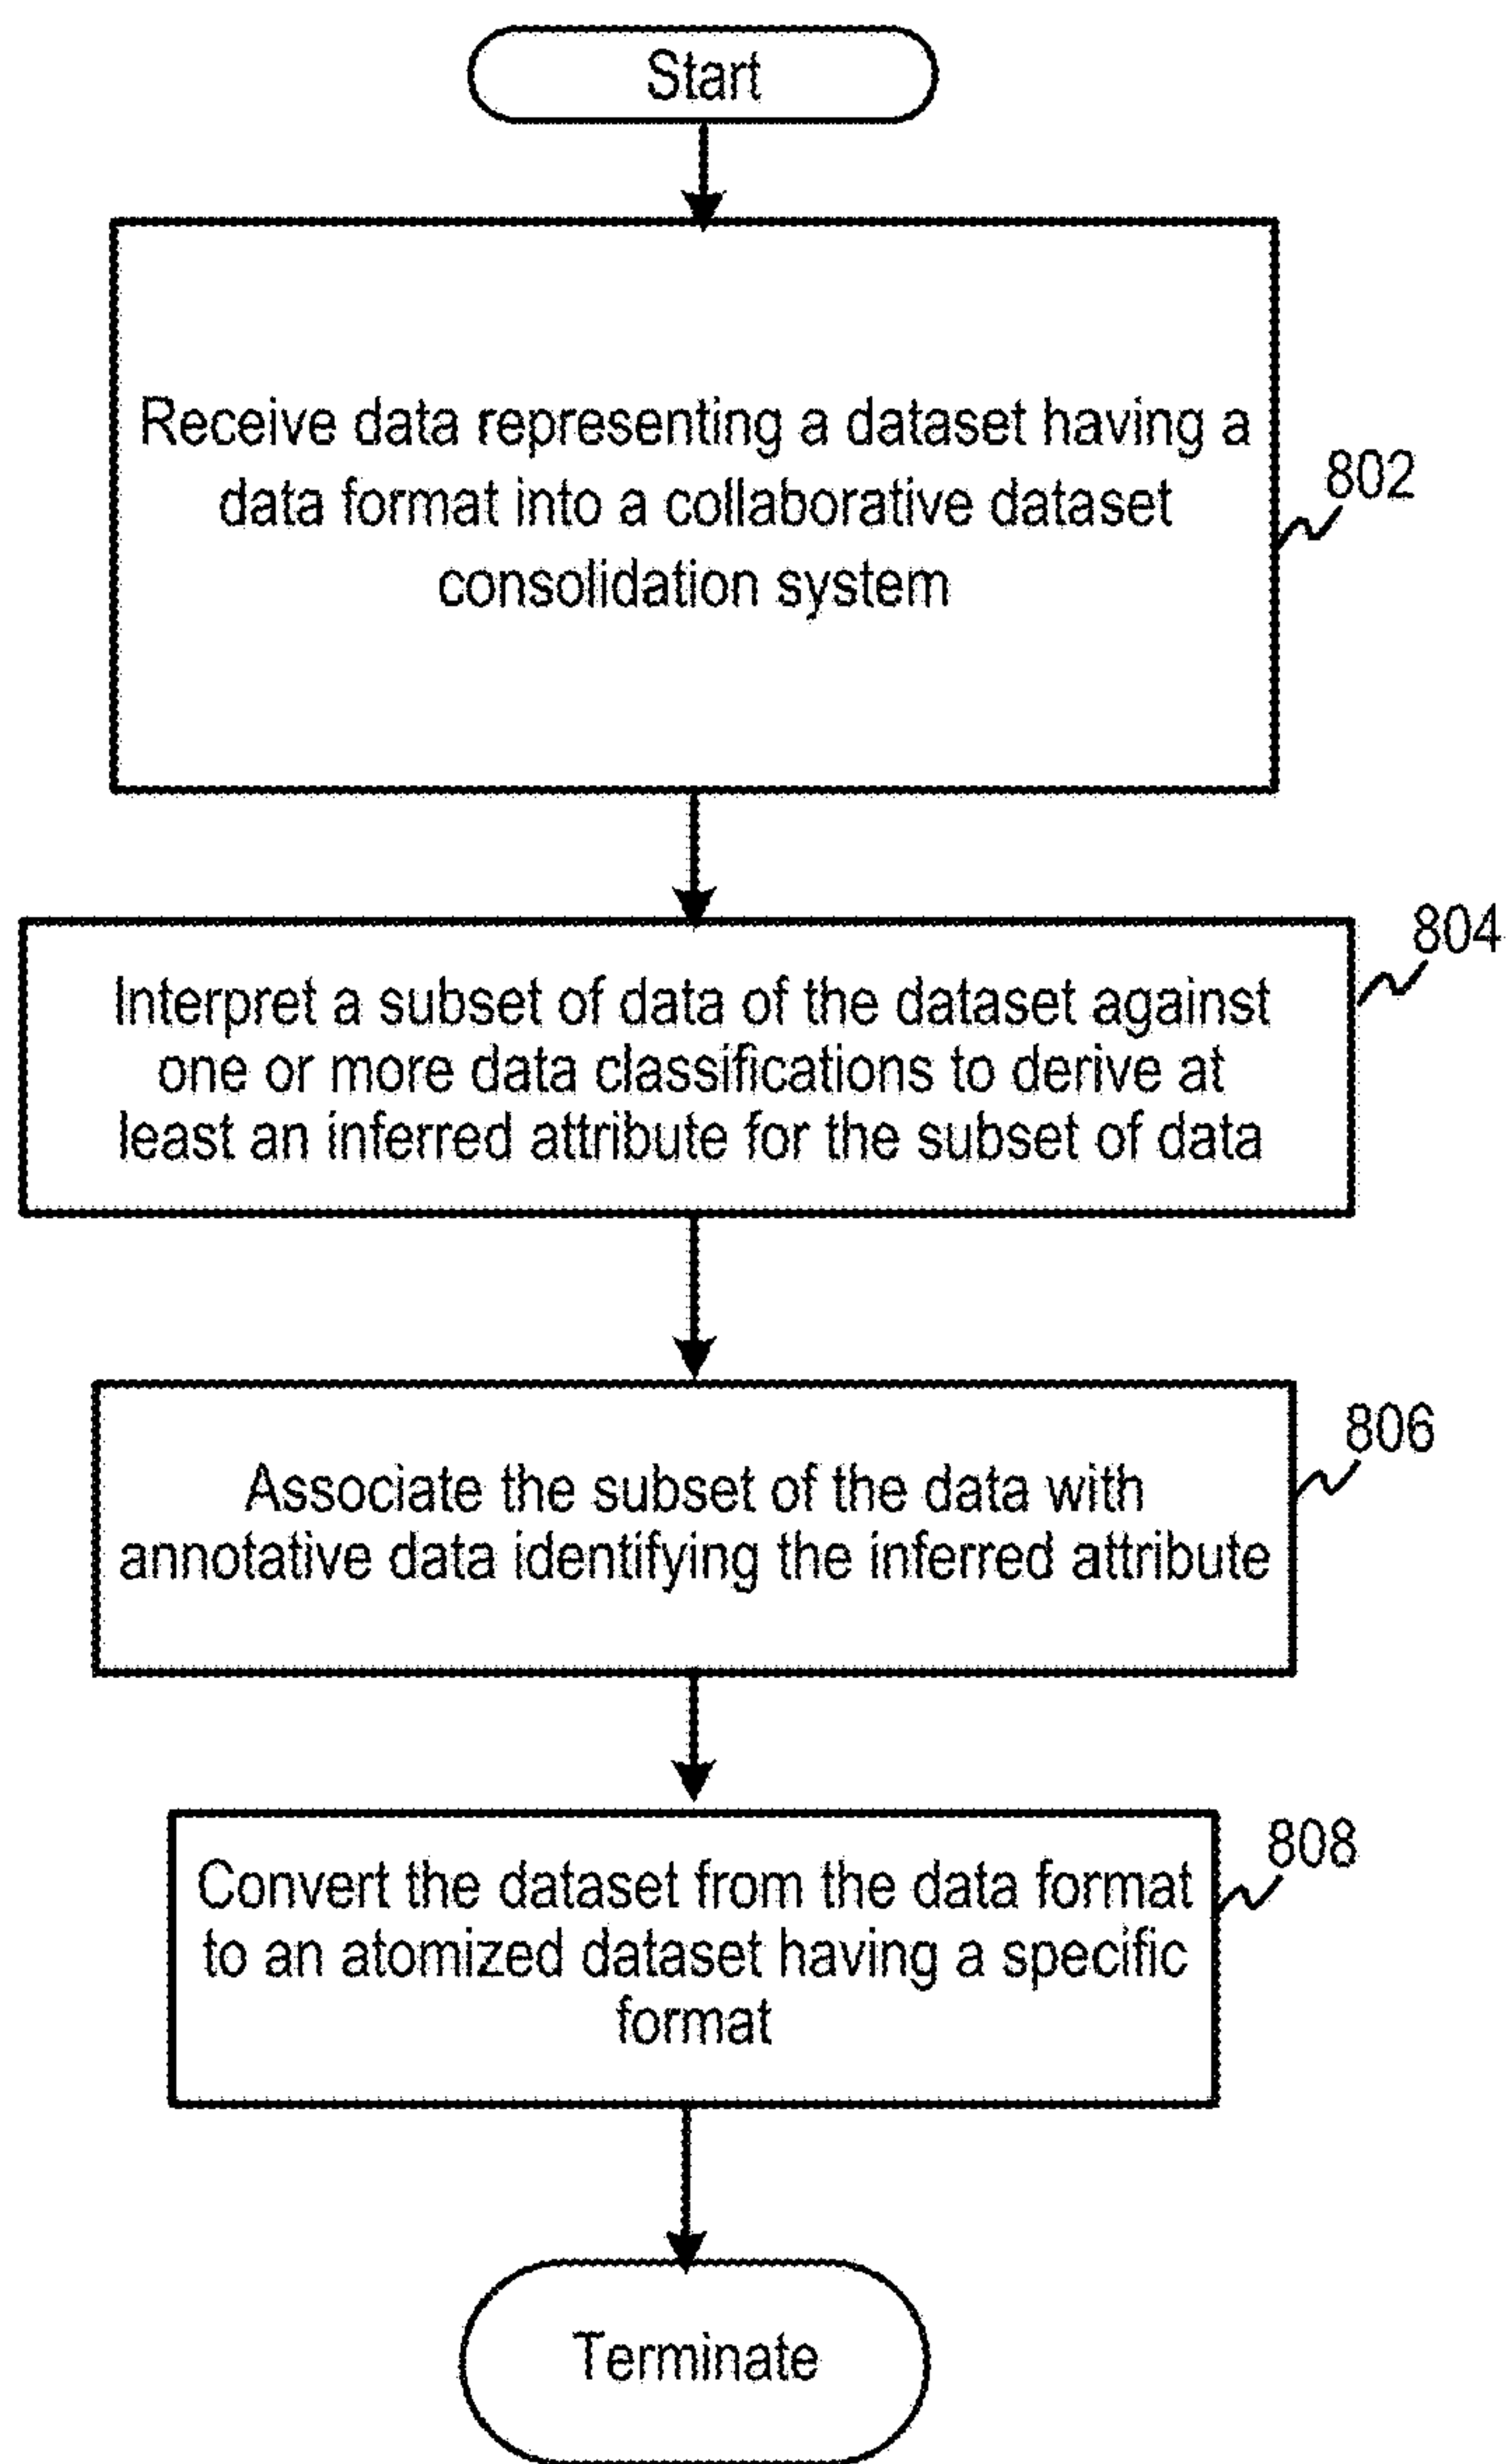 Start
Receive data representing a dataset having a
data format into a collaborative dataset
consolidation system
802
Interpret a subset of data of the dataset against
one or more data classifications to derive at
least an inferred attribute for the subset of data
804
Associate the subset of the data with
annotative data identifying the inferred attribute
806
Convert the dataset from the data format
to an atomized dataset having a specific
format
808
Terminate